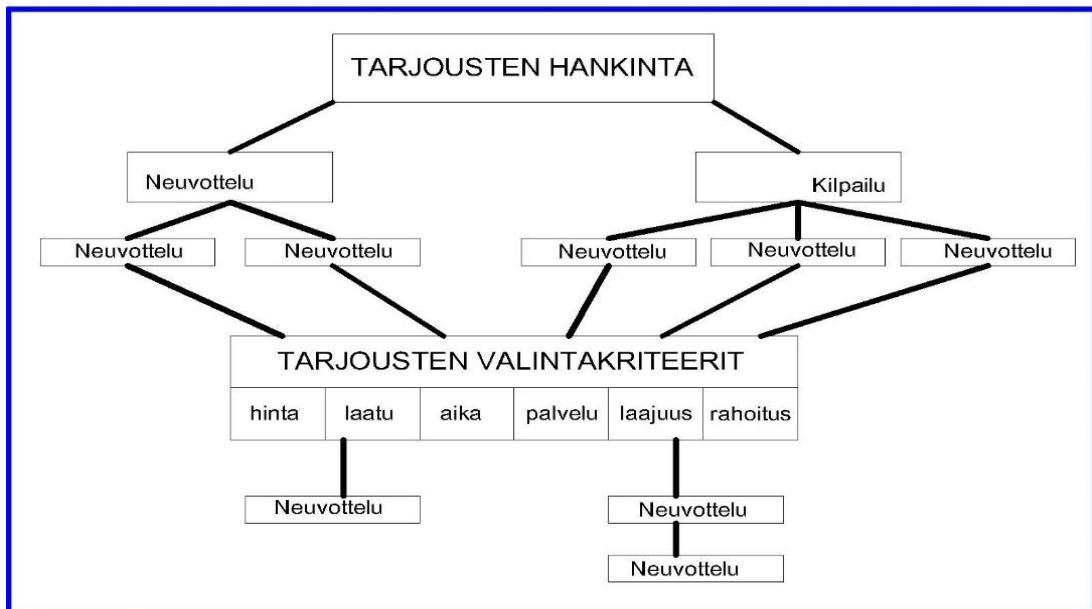 TARJOUSTEN HANKINTA
Neuvottelu
Kilpailu
Neuvottelu
Neuvottelu
Neuvottelu
Neuvottelu
Neuvottelu
TARJOUSTEN VALINTAKRITEERIT
hinta laatu aika palvelu laajuus rahoitus
Neuvottelu
Neuvottelu
Neuvottelu